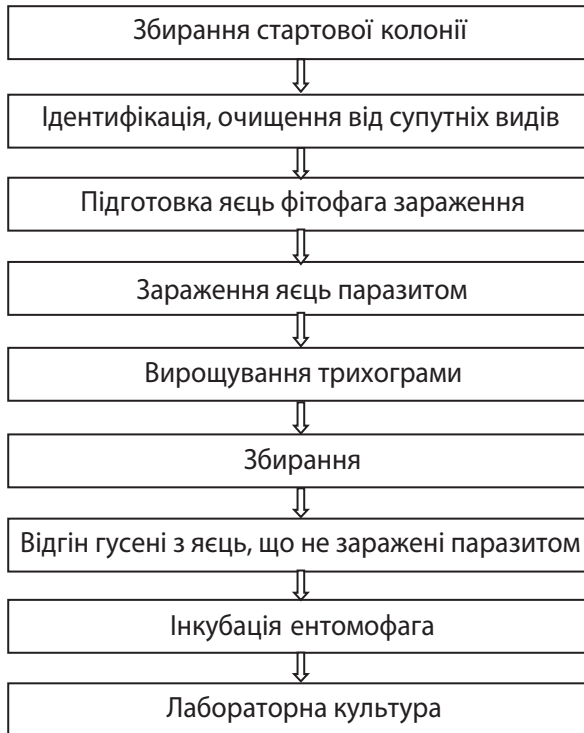 Збирання стартової колонії
Ідентифікація, очищення від супутніх видів
Підготовка яєць фітофага зараження
Зараження яєць паразитом
Вирощування трихограми
Збирання
Відгін гусені з яєць, що не заражені паразитом
Інкубація ентомофага
Лабораторна культура